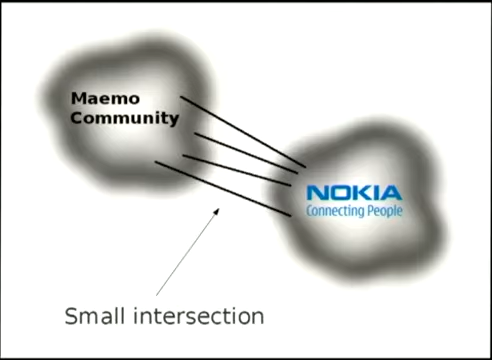 Maemo
Community
NOKIA
Connecting People
Small intersection